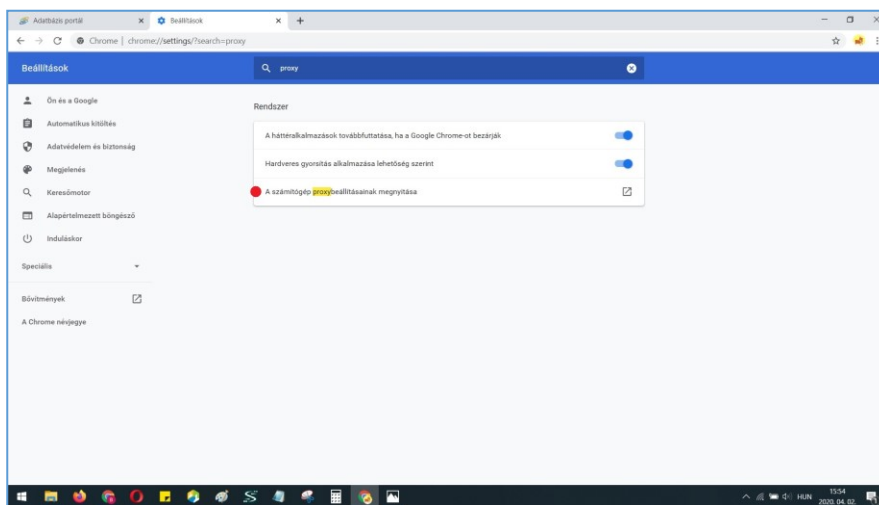 Adatbázis portál
Beállítások
Chrome | chrome://settings/?search=proxy
Beállítások
proxy
Ön és a Google
Automatikus kitöltés
Adatvédelem és biztonság
Megjelenés
Keresőmotor
Alapértelmezett böngésző
Induláskor
Speciális
Bővítmények
A Chrome névjegye
Rendszer
A háttéralkalmazások továbbfuttatása, ha a Google Chrome-ot bezárják
Hardveres gyorsítás alkalmazása lehetőség szerint
A számítógép proxybeállításainak megnyitása
HUN
15:54
2020. 04. 02.